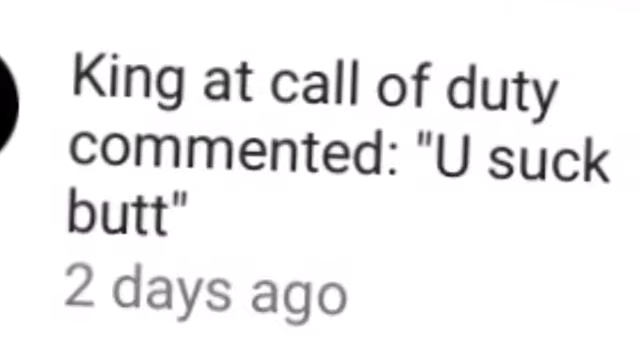 King at call of duty
commented: "U suck
butt"
2 days ago